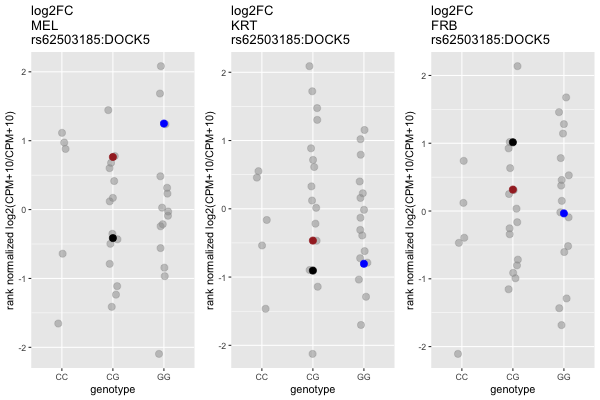 log2FC
MEL
rs62503185:DOCK5
rank normalized log2(CPM+10/CPM+10)
2
1
0
-1
-2
CC
CG
GG
genotype
log2FC
KRT
rs62503185:DOCK5
rank normalized log2(CPM+10/CPM+10)
2
1
0
-1
-2
CC
CG
GG
genotype
log2FC
FRB
rs62503185:DOCK5
rank normalized log2(CPM+10/CPM+10)
2
1
0
-1
-2
CC
CG
GG
genotype